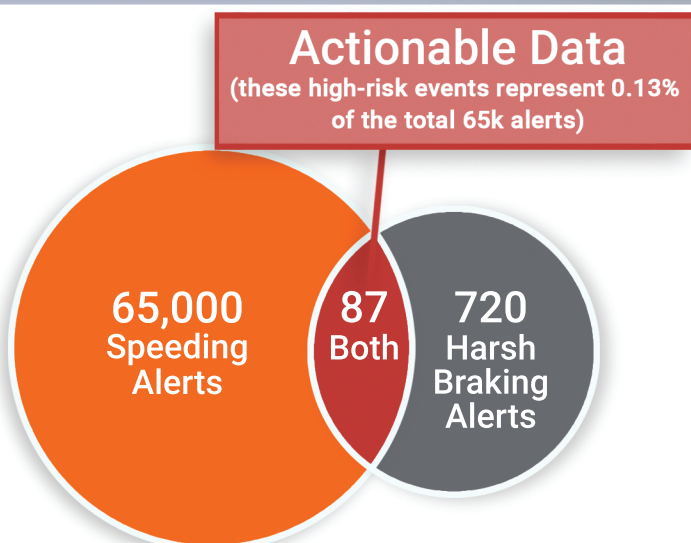 Actionable Data
(these high-risk events represent 0.13%
of the total 65k alerts)
65,000
Speeding
Alerts
87
Both
720
Harsh
Braking
Alerts